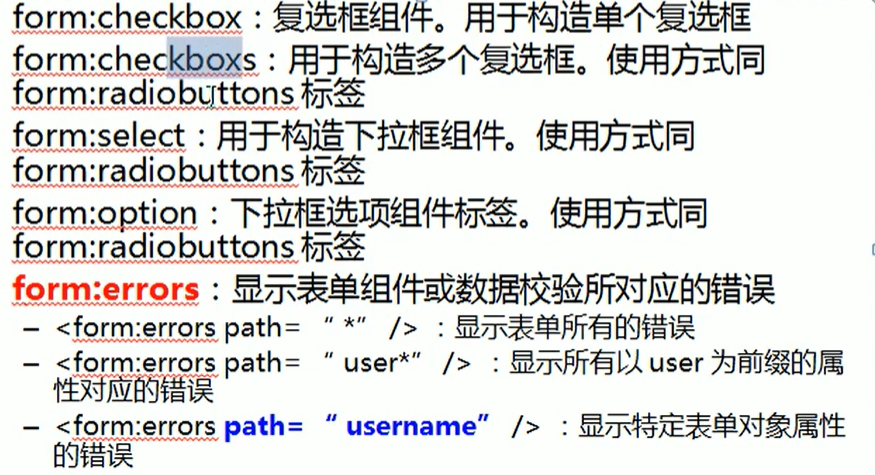 form:checkbox：复选框组件。用于构造单个复选框
form:checkboxs：用于构造多个复选框。使用方式同
form:radiobuttons 标签
form:select：用于构造下拉框组件。使用方式同
form:radiobuttons 标签
form:option：下拉框选项组件标签。使用方式同
form:radiobuttons 标签
form:errors：显示表单组件或数据校验所对应的错误
– <form:errors path= “ *” /> ：显示表单所有的错误
– <form:errors path= “ user*” /> ：显示所有以 user 为前缀的属
性对应的错误
– <form:errors path= “ username” /> ：显示特定表单对象属性
的错误